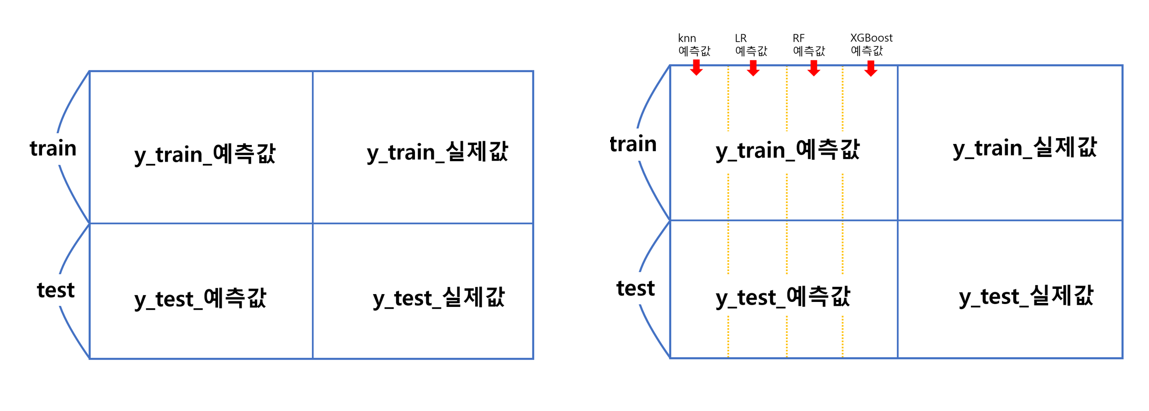 train
y_train_예측값
y_train_실제값
test
y_test_예측값
y_test_실제값
knn
예측값
LR
예측값
RF
예측값
XGBoost
예측값
train
y_train_예측값
y_train_실제값
test
y_test_예측값
y_test_실제값